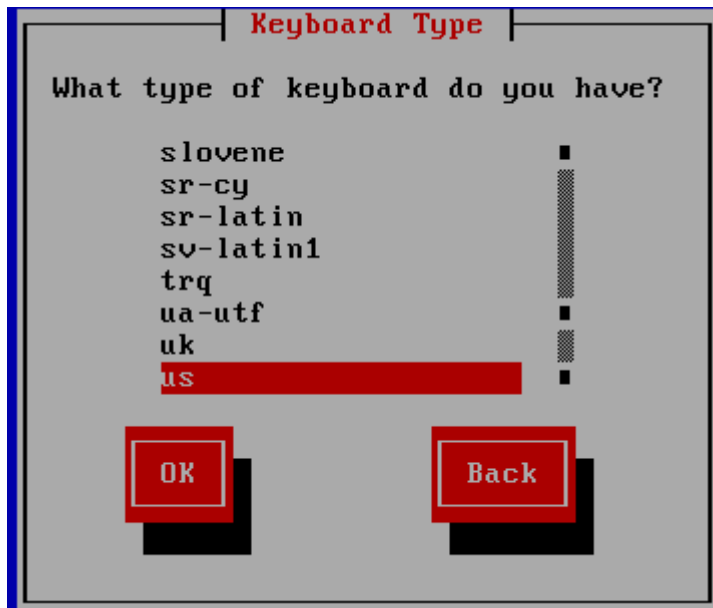 Keyboard Type
What type of keyboard do you have?
slovene
sr-cy
sr-latin
sv-latin1
trq
ua-utf
uk
us
OK Back